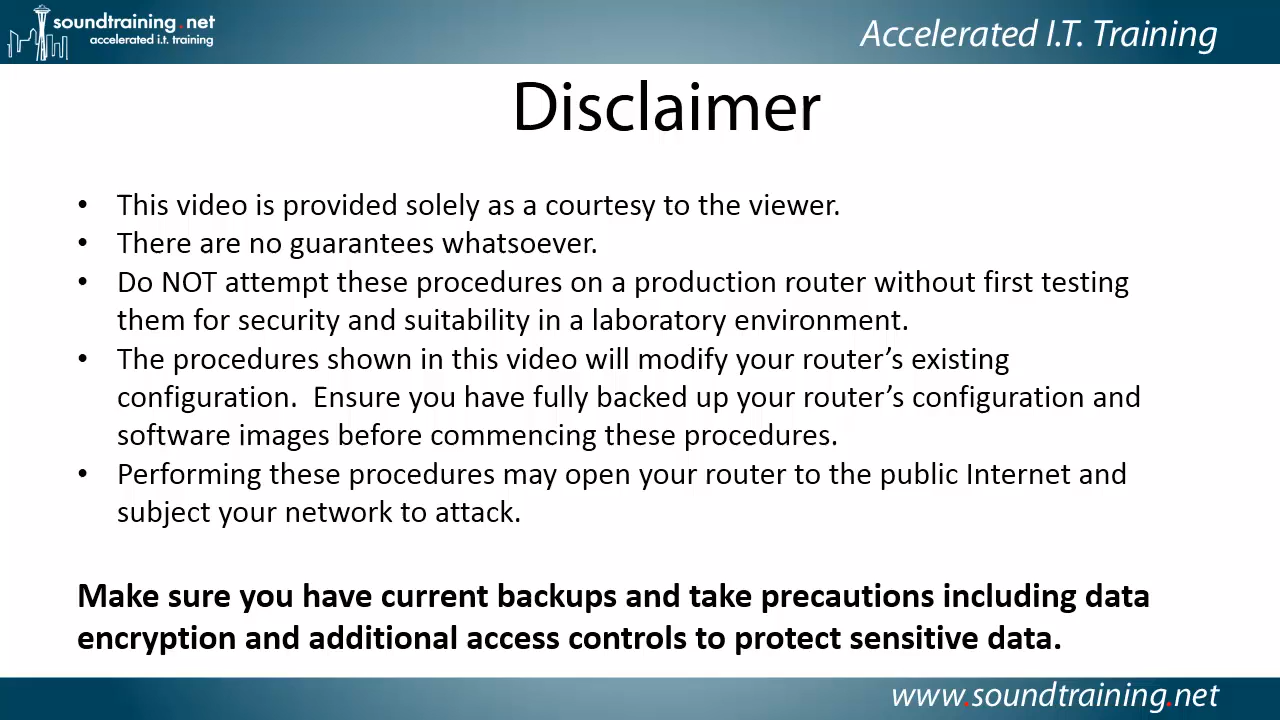 soundtraining.net
accelerated i.t. training
Accelerated I.T. Training
Disclaimer
• This video is provided solely as a courtesy to the viewer.
• There are no guarantees whatsoever.
• Do NOT attempt these procedures on a production router without first testing
them for security and suitability in a laboratory environment.
• The procedures shown in this video will modify your router’s existing
configuration.  Ensure you have fully backed up your router’s configuration and
software images before commencing these procedures.
• Performing these procedures may open your router to the public Internet and
subject your network to attack.
Make sure you have current backups and take precautions including data
encryption and additional access controls to protect sensitive data.
www.soundtraining.net